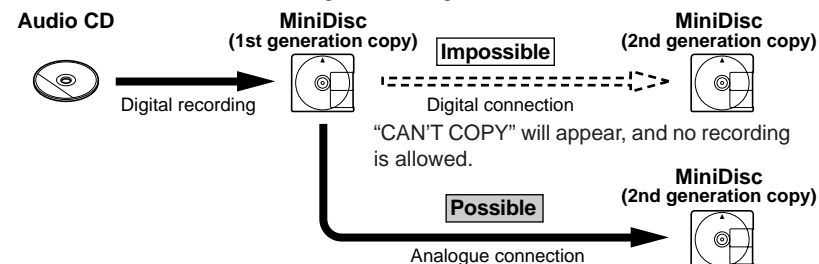 Audio CD
MiniDisc
(1st generation copy)
Impossible
MiniDisc
(2nd generation copy)
Digital recording
Digital connection
“CAN’T COPY” will appear, and no recording
is allowed.
MiniDisc
(2nd generation copy)
Possible
Analogue connection